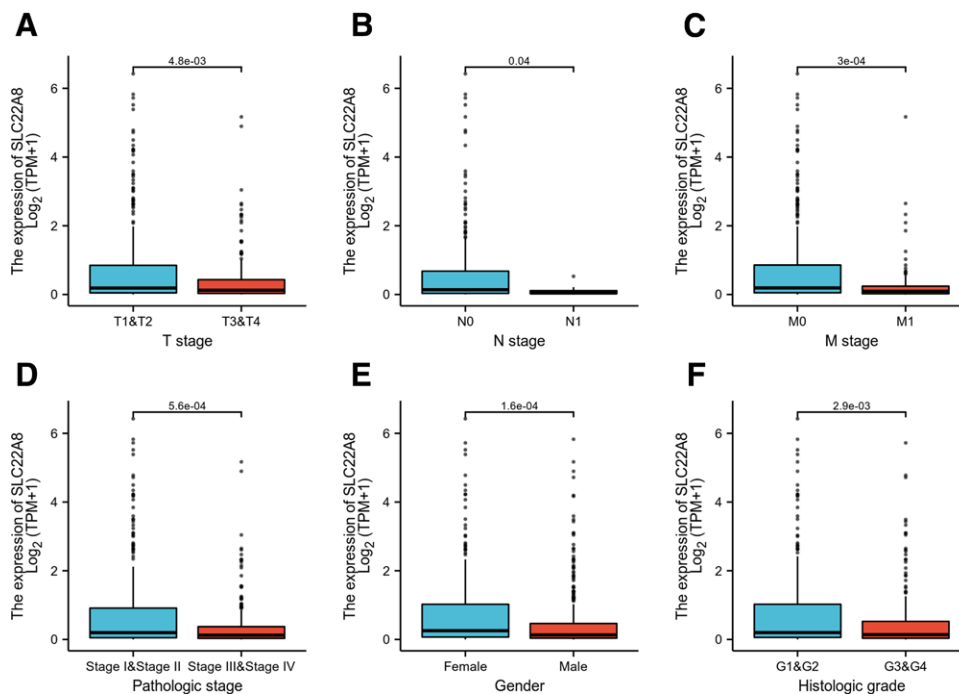 A
The expression of SLC22A8
Log2 (TPM+1)
4.8e-03
6
4
2
0
T1&T2 T3&T4
T stage
B
The expression of SLC22A8
Log2 (TPM+1)
0.04
6
4
2
0
N0 N1
N stage
C
The expression of SLC22A8
Log2 (TPM+1)
3e-04
6
4
2
0
M0 M1
M stage
D
The expression of SLC22A8
Log2 (TPM+1)
5.6e-04
6
4
2
0
Stage I&Stage II Stage III&Stage IV
Pathologic stage
E
The expression of SLC22A8
Log2 (TPM+1)
1.6e-04
6
4
2
0
Female Male
Gender
F
The expression of SLC22A8
Log2 (TPM+1)
2.9e-03
6
4
2
0
G1&G2 G3&G4
Histologic grade